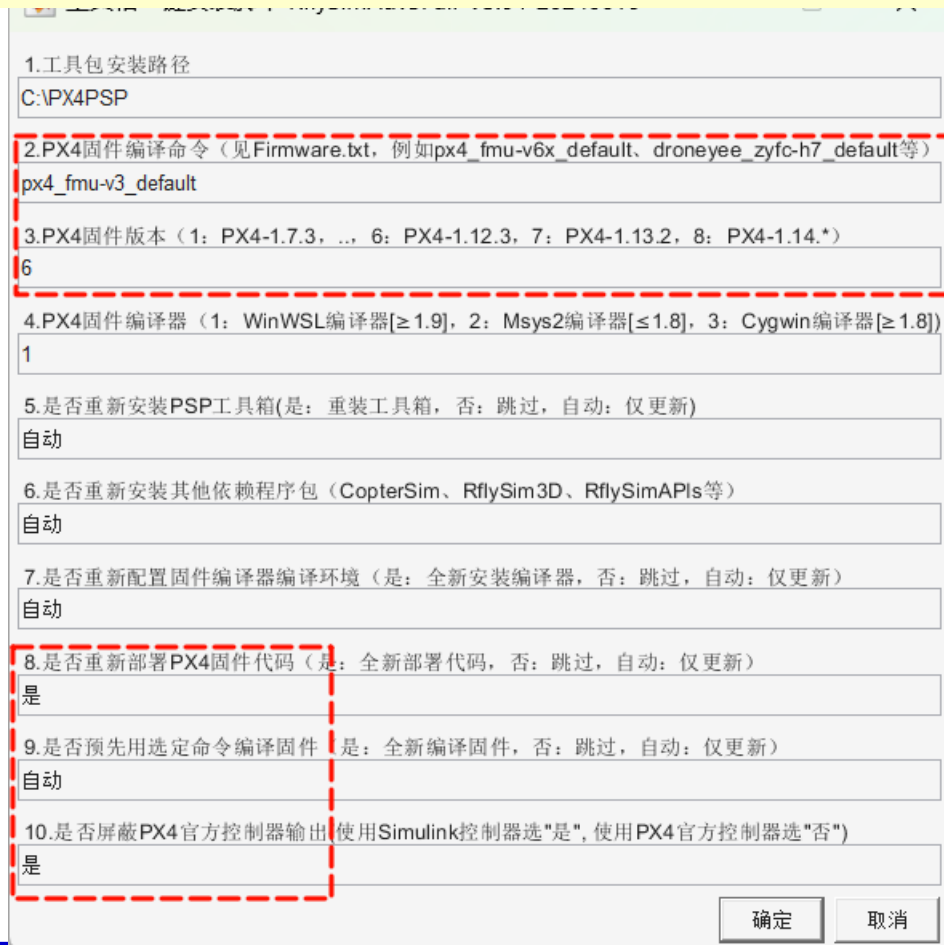 1.工具包安装路径
C:\PX4PSP
2.PX4固件编译命令（见Firmware.txt，例如px4_fmu-v6x_default、droneyee_zyfc-h7_default等）
px4_fmu-v3_default
3.PX4固件版本（1：PX4-1.7.3，..，6：PX4-1.12.3，7：PX4-1.13.2，8：PX4-1.14.*）
6
4.PX4固件编译器（1：WinWSL编译器[≥1.9]，2：Msys2编译器[≤1.8]，3：Cygwin编译器[≥1.8])
1
5.是否重新安装PSP工具箱(是：重装工具箱，否：跳过，自动：仅更新)
自动
6.是否重新安装其他依赖程序包（CopterSim、RflySim3D、RflySimAPIs等）
自动
7.是否重新配置固件编译器编译环境（是：全新安装编译器，否：跳过，自动：仅更新）
自动
8.是否重新部署PX4固件代码（是：全新部署代码，否：跳过，自动：仅更新）
是
9.是否预先用选定命令编译固件（是：全新编译固件，否：跳过，自动：仅更新）
自动
10.是否屏蔽PX4官方控制器输出(使用Simulink控制器选"是",使用PX4官方控制器选"否")
是
确定 取消